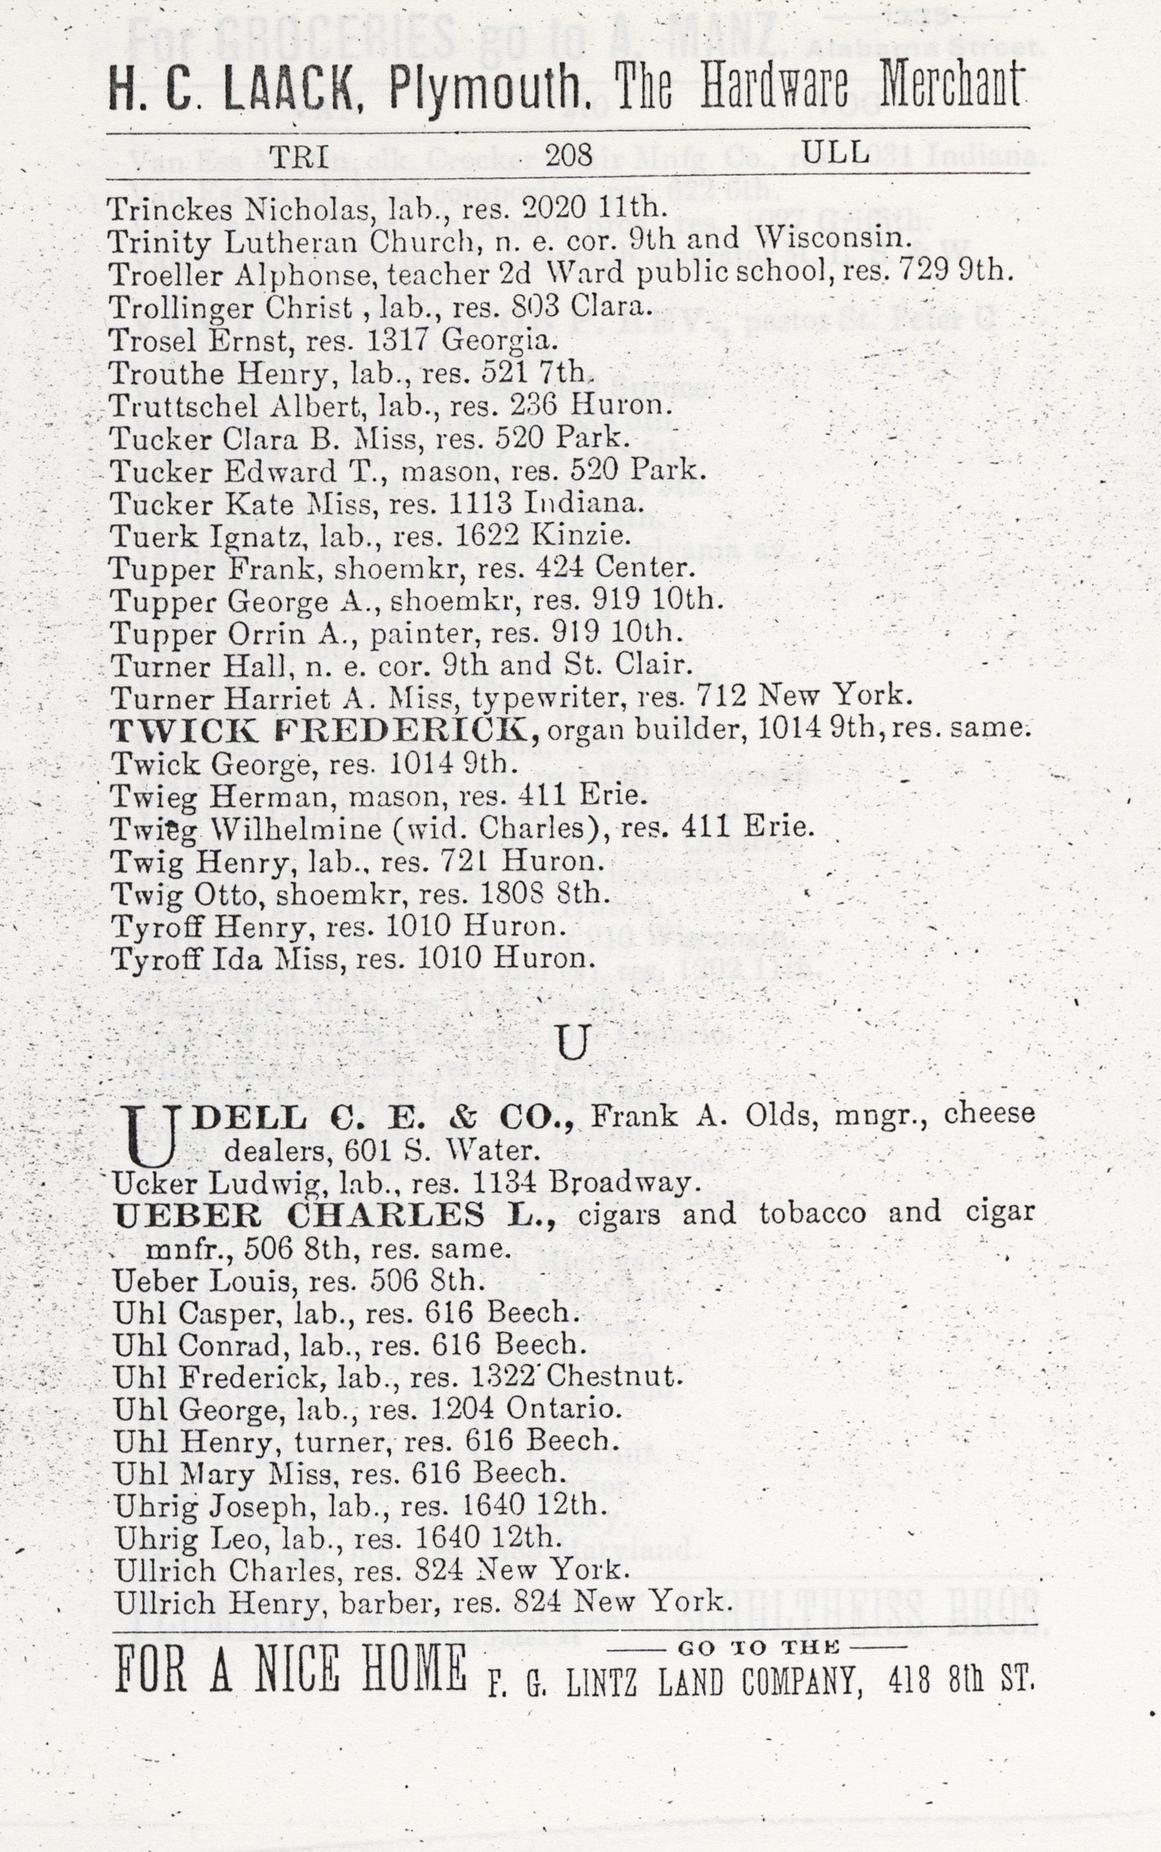 H. C. LAACK, Plymouth, The Hardware Merchant
TRI 208 ULL
Trinckes Nicholas, lab., res. 2020 11th.
Trinity Lutheran Church, n. e. cor. 9th and Wisconsin.
Troeller Alphonse, teacher 2d Ward public school, res. 729 9th.
Trollinger Christ , lab., res. 803 Clara.
Trosel Ernst, res. 1317 Georgia.
Trouthe Henry, lab., res. 521 7th.
Truttschel Albert, lab., res. 236 Huron.
Tucker Clara B. Miss, res. 520 Park.
Tucker Edward T., mason, res. 520 Park.
Tucker Kate Miss, res. 1113 Indiana.
Tuerk Ignatz, lab., res. 1622 Kinzie.
Tupper Frank, shoemkr, res. 424 Center.
Tupper George A., shoemkr, res. 919 10th.
Tupper Orrin A., painter, res. 919 10th.
Turner Hall, n. e. cor. 9th and St. Clair.
Turner Harriet A. Miss, typewriter, res. 712 New York.
TWICK FREDERICK, organ builder, 1014 9th, res. same.
Twick George, res. 1014 9th.
Twieg Herman, mason, res. 411 Erie.
Twieg Wilhelmine (wid. Charles), res. 411 Erie.
Twig Henry, lab., res. 721 Huron.
Twig Otto, shoemkr, res. 1808 8th.
Tyroff Henry, res. 1010 Huron.
Tyroff Ida Miss, res. 1010 Huron.
U
UDELL C. E. & CO., Frank A. Olds, mngr., cheese
dealers, 601 S. Water.
Ucker Ludwig, lab., res. 1134 Broadway.
UEBER CHARLES L., cigars and tobacco and cigar
mnfr., 506 8th, res. same.
Ueber Louis, res. 506 8th.
Uhl Casper, lab., res. 616 Beech.
Uhl Conrad, lab., res. 616 Beech.
Uhl Frederick, lab., res. 1322 Chestnut.
Uhl George, lab., res. 1204 Ontario.
Uhl Henry, turner, res. 616 Beech.
Uhl Mary Miss, res. 616 Beech.
Uhrig Joseph, lab., res. 1640 12th.
Uhrig Leo, lab., res. 1640 12th.
Ullrich Charles, res. 824 New York.
Ullrich Henry, barber, res. 824 New York.
FOR A NICE HOME GO TO THE
F. G. LINTZ LAND COMPANY, 418 8th ST.